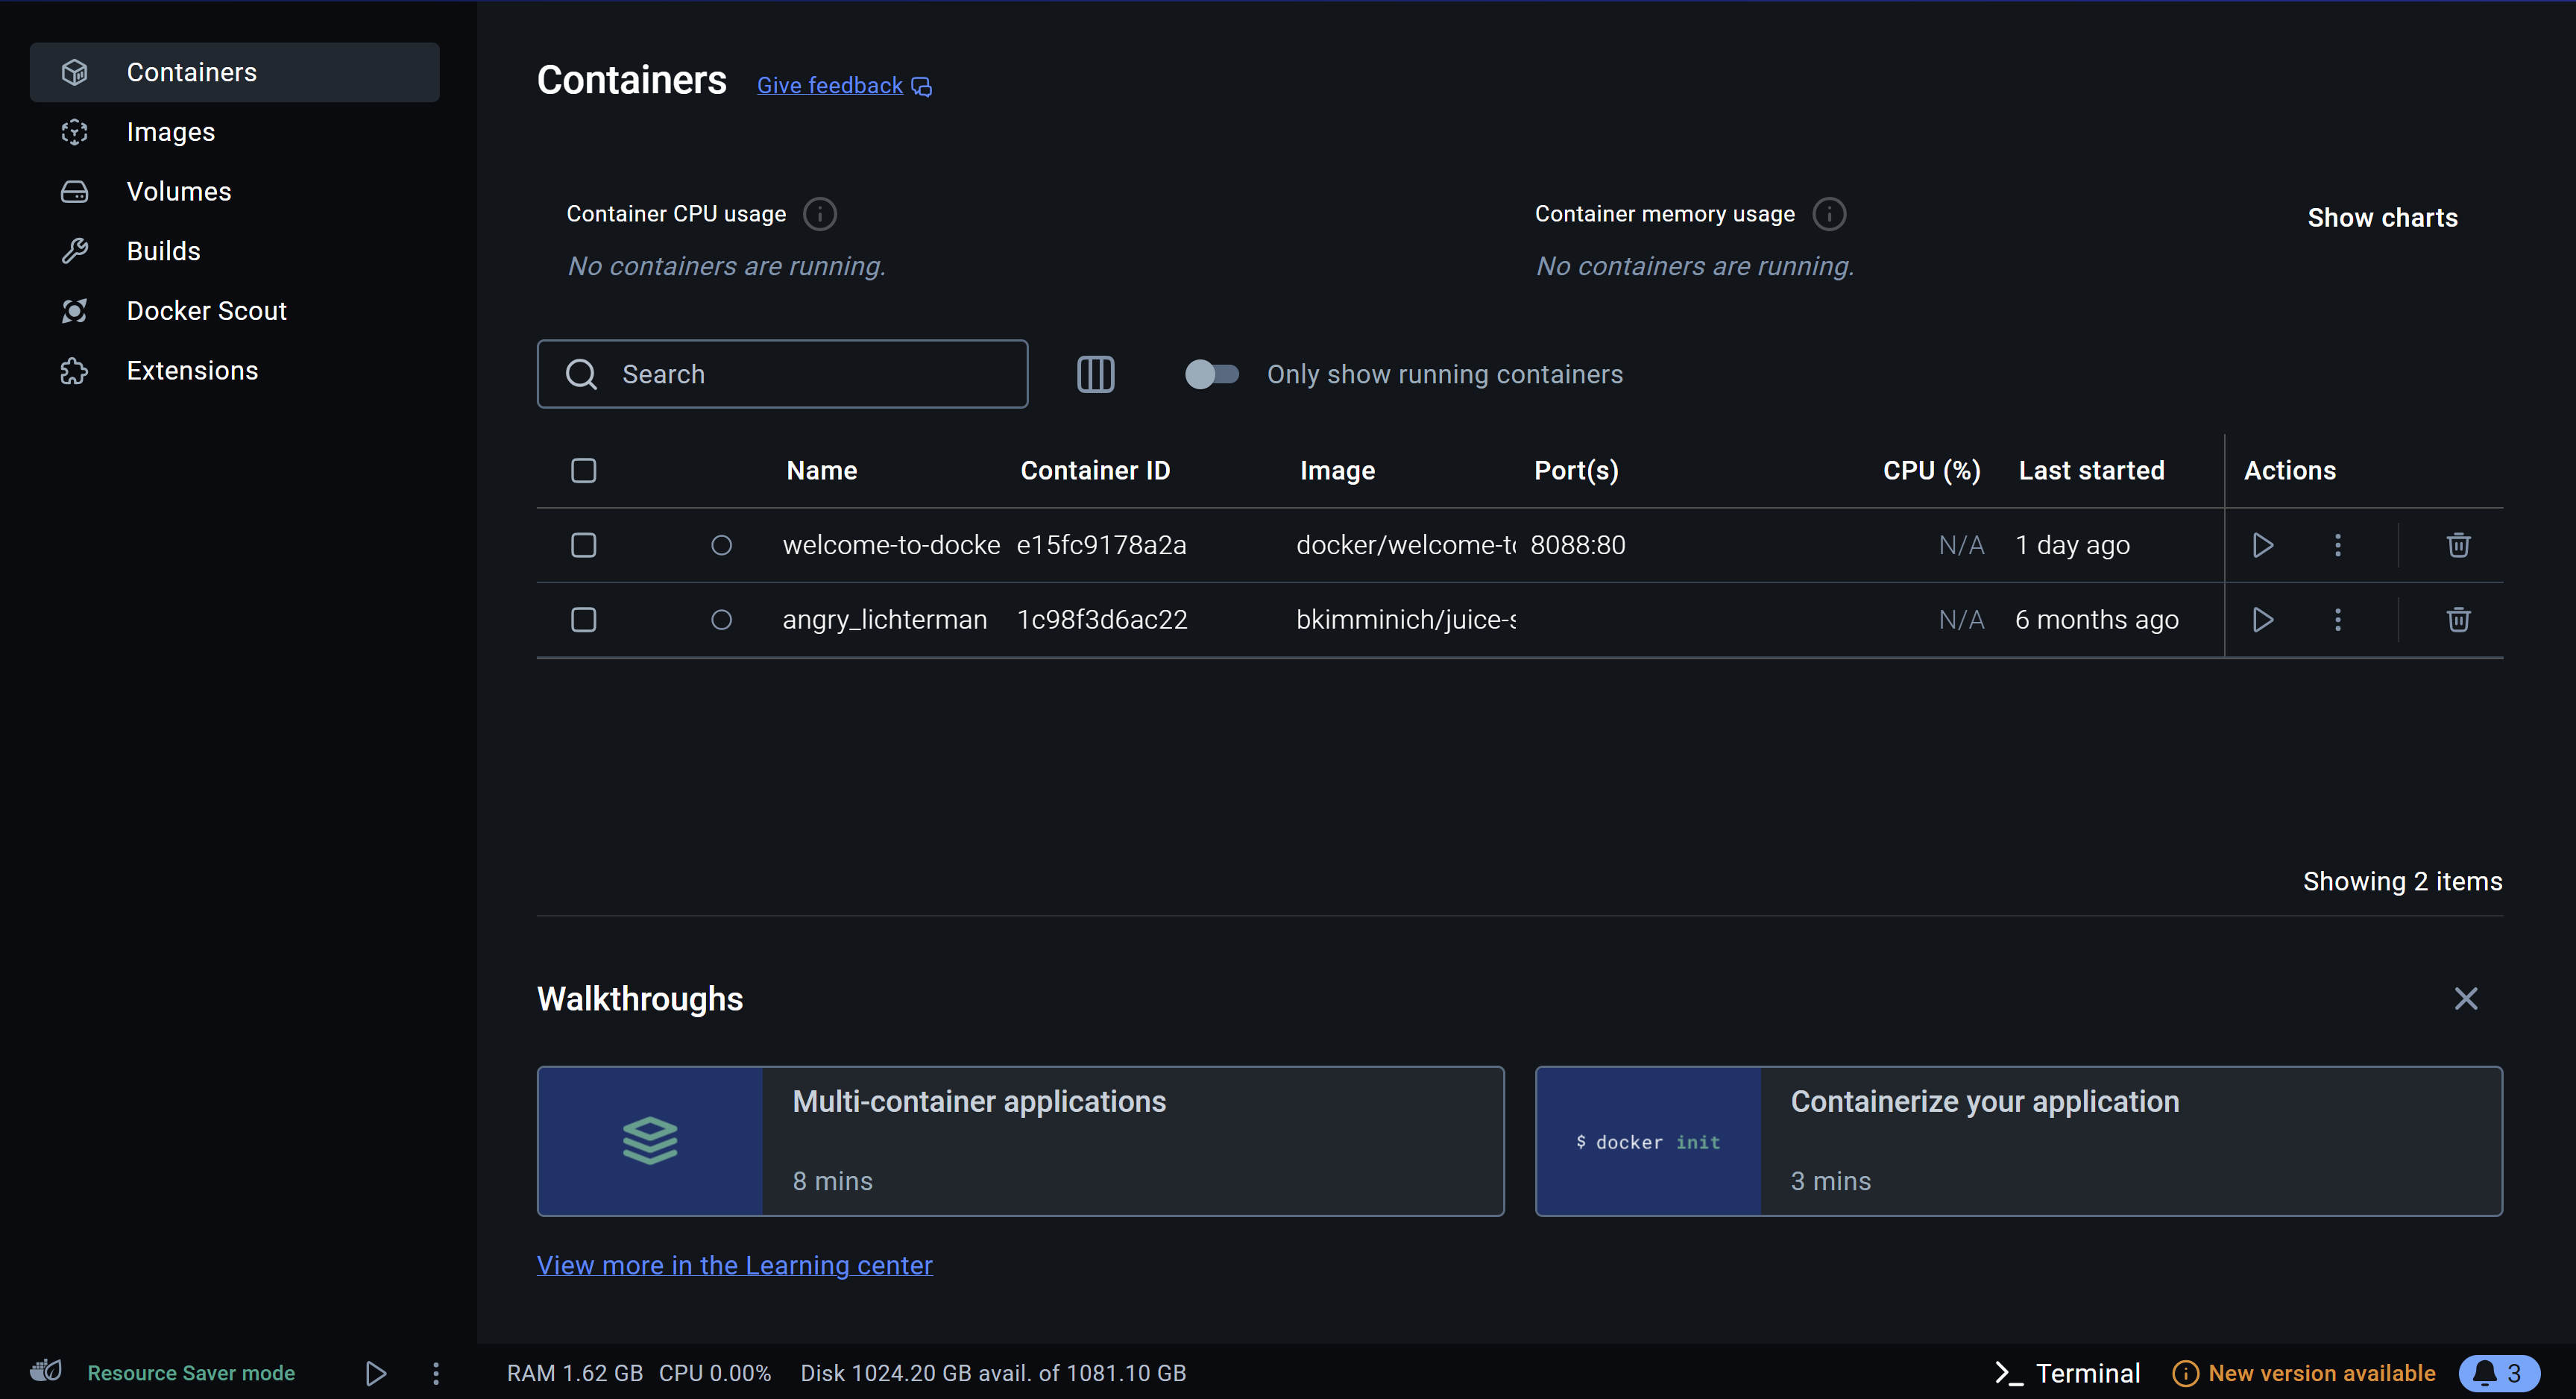 Containers
Images
Volumes
Builds
Docker Scout
Extensions
Containers Give feedback
Container CPU usage
No containers are running.
Container memory usage
No containers are running.
Show charts
Search
Only show running containers
Name Container ID Image Port(s) CPU (%) Last started Actions
welcome-to-docke e15fc9178a2a docker/welcome-to 8088:80 N/A 1 day ago
angry_lichterman 1c98f3d6ac22 bkimminich/juice-s N/A 6 months ago
Showing 2 items
Walkthroughs
Multi-container applications
8 mins
$ docker init
Containerize your application
3 mins
View more in the Learning center
Resource Saver mode
RAM 1.62 GB CPU 0.00% Disk 1024.20 GB avail. of 1081.10 GB
Terminal
New version available
3